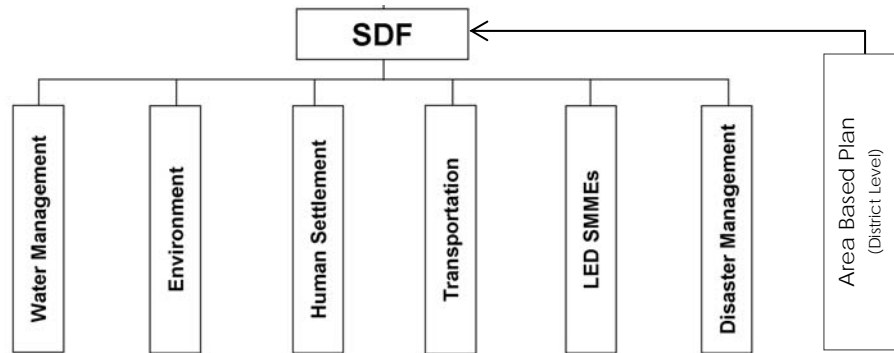 SDF
Water Management
Environment
Human Settlement
Transportation
LED SMMEs
Disaster Management
Area Based Plan
(District Level)